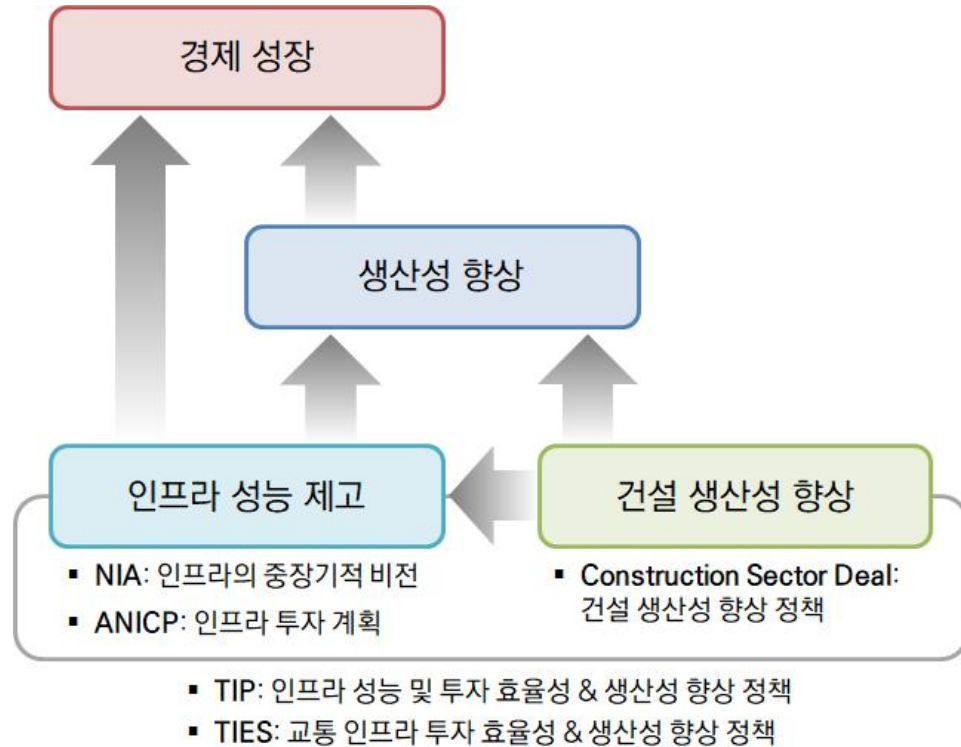 경제 성장
생산성 향상
인프라 성능 제고
건설 생산성 향상
▪ NIA: 인프라의 중장기적 비전
▪ ANICP: 인프라 투자 계획
▪ Construction Sector Deal:
건설 생산성 향상 정책
▪ TIP: 인프라 성능 및 투자 효율성 & 생산성 향상 정책
▪ TIES: 교통 인프라 투자 효율성 & 생산성 향상 정책